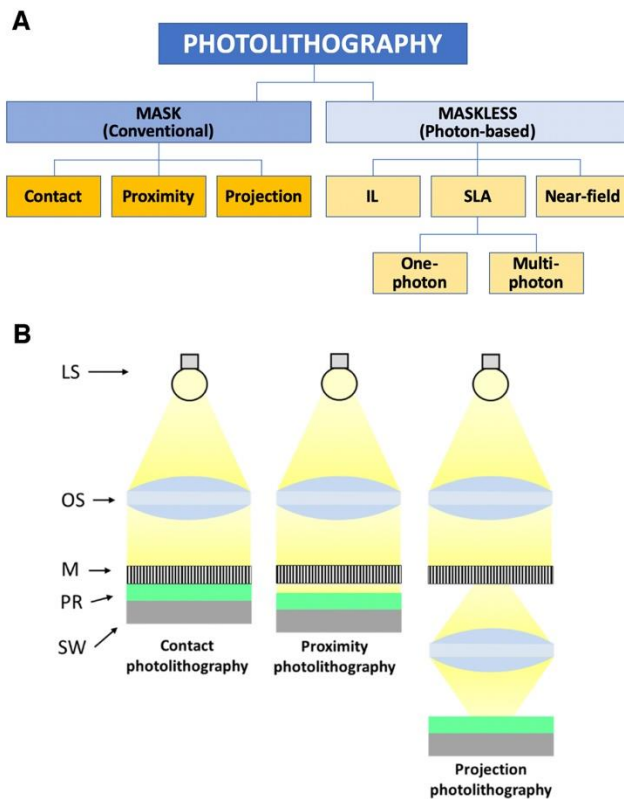 A
PHOTOLITHOGRAPHY
MASK
(Conventional)
MASKLESS
(Photon-based)
Contact
Proximity
Projection
IL
SLA
Near-field
One-
photon
Multi-
photon
B
LS
OS
M
PR
SW
Contact
photolithography
Proximity
photolithography
Projection
photolithography